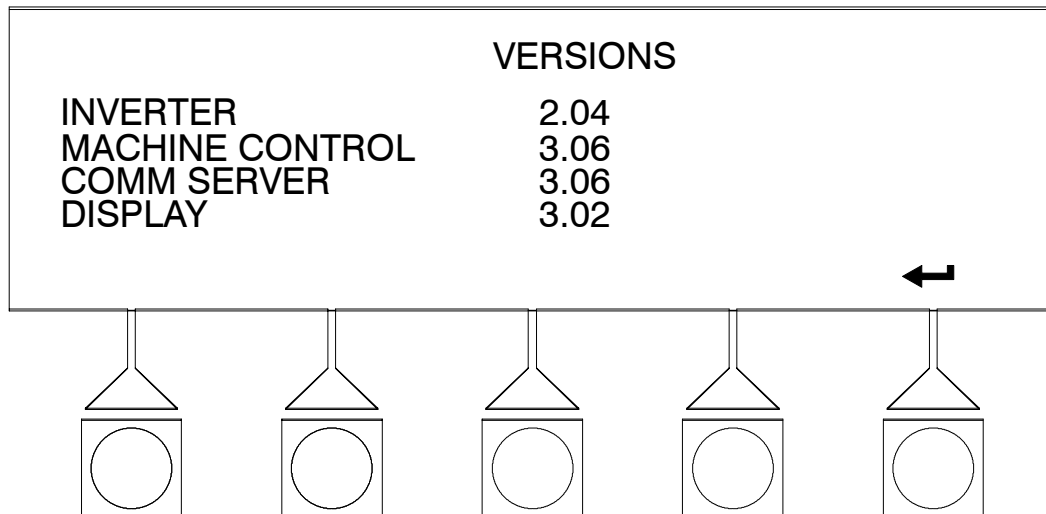 VERSIONS
INVERTER 2.04
MACHINE CONTROL 3.06
COMM SERVER 3.06
DISPLAY 3.02